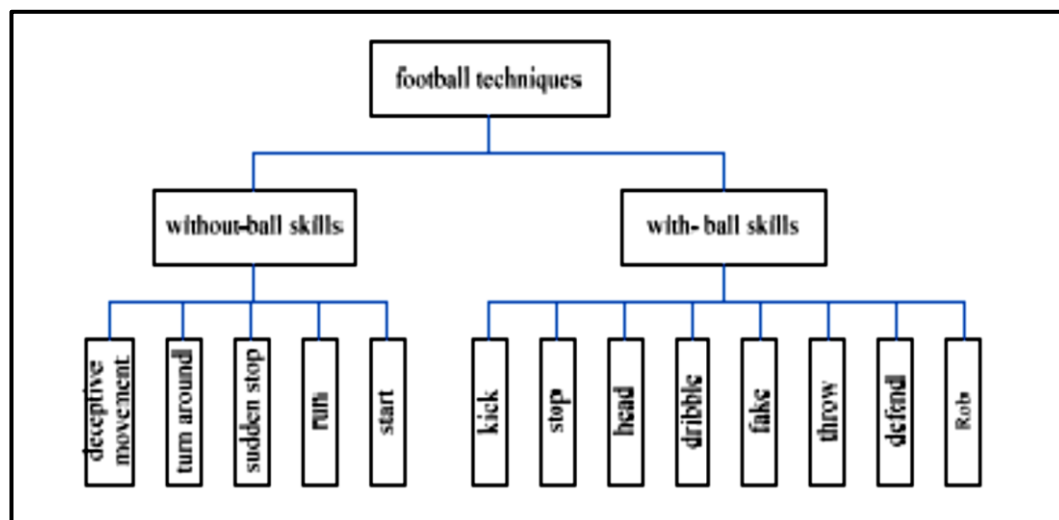 football techniques
without-ball skills
with- ball skills
deceptive
movement
turn around
sudden stop
run
start
kick
stop
head
dribble
fake
throw
defend
Rob